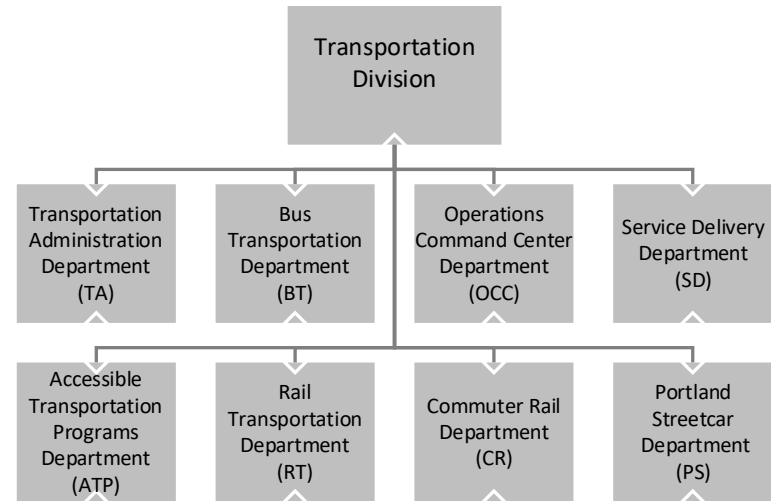 Transportation
Division
Transportation
Administration
Department
(TA)
Bus
Transportation
Department
(BT)
Operations
Command Center
Department
(OCC)
Service Delivery
Department
(SD)
Accessible
Transportation
Programs
Department
(ATP)
Rail
Transportation
Department
(RT)
Commuter Rail
Department
(CR)
Portland
Streetcar
Department
(PS)